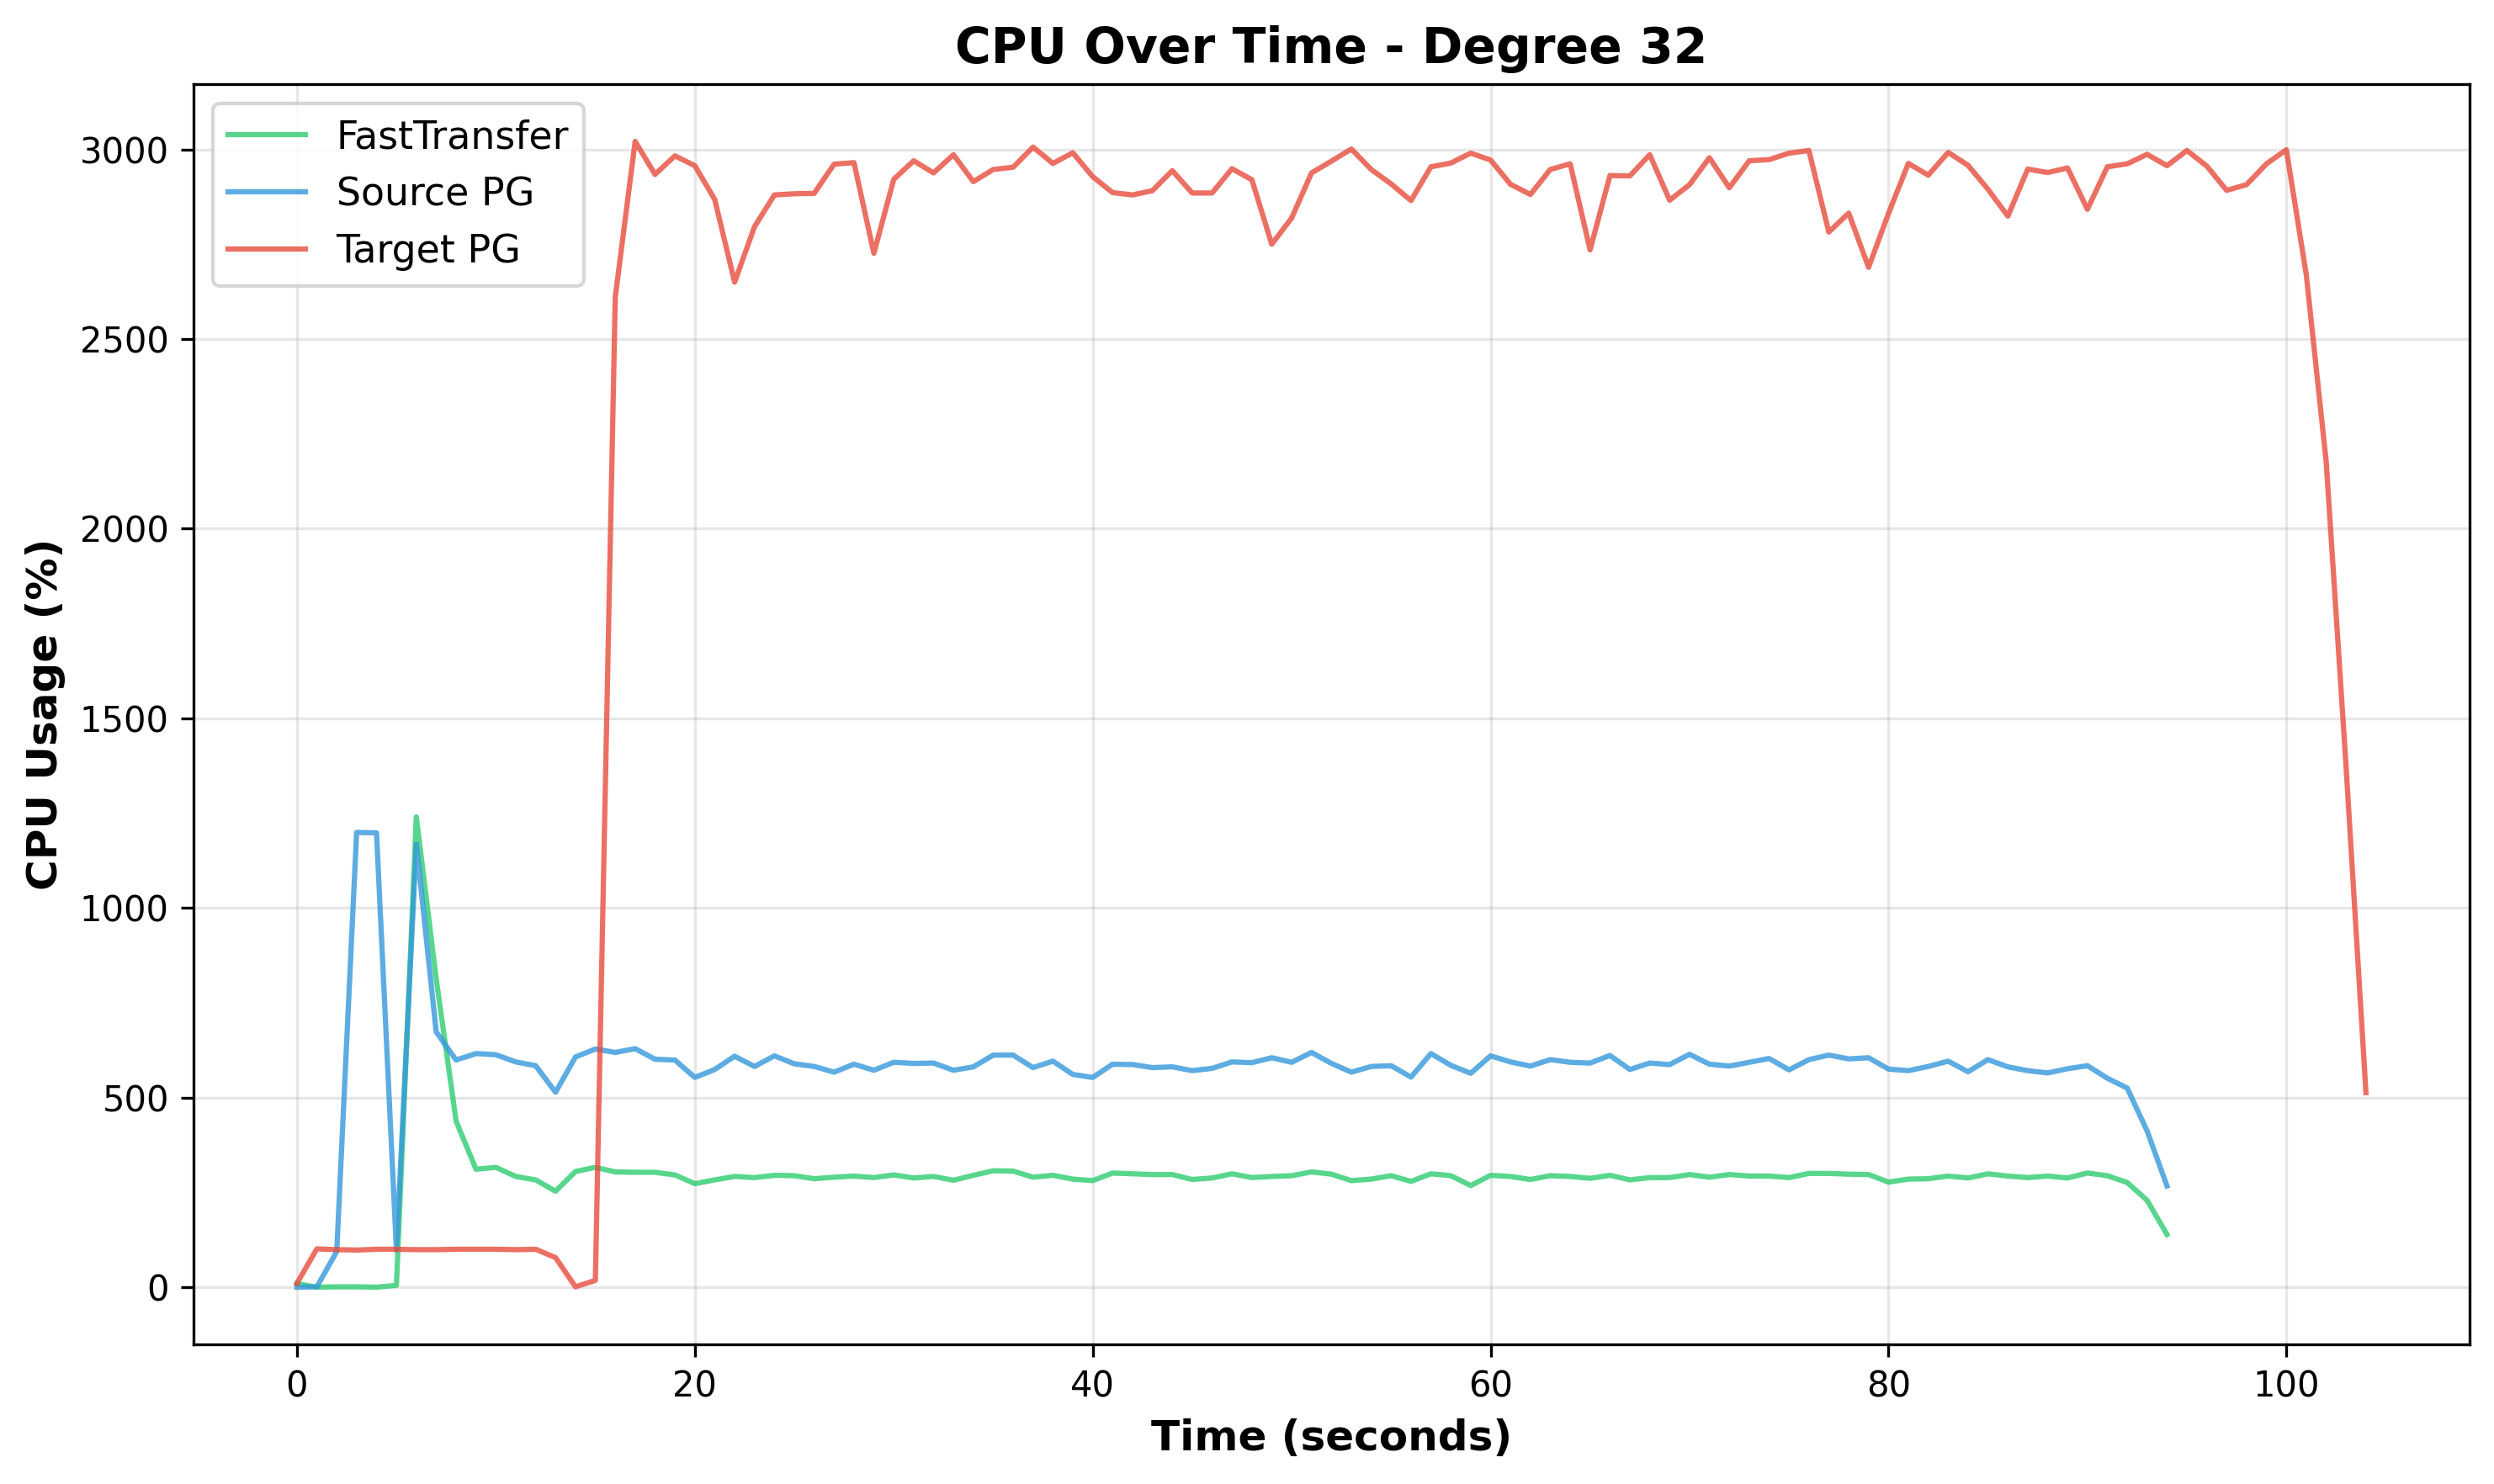 CPU Over Time - Degree 32
FastTransfer
Source PG
Target PG
CPU Usage (%)
3000
2500
2000
1500
1000
500
0
0 20 40 60 80 100
Time (seconds)